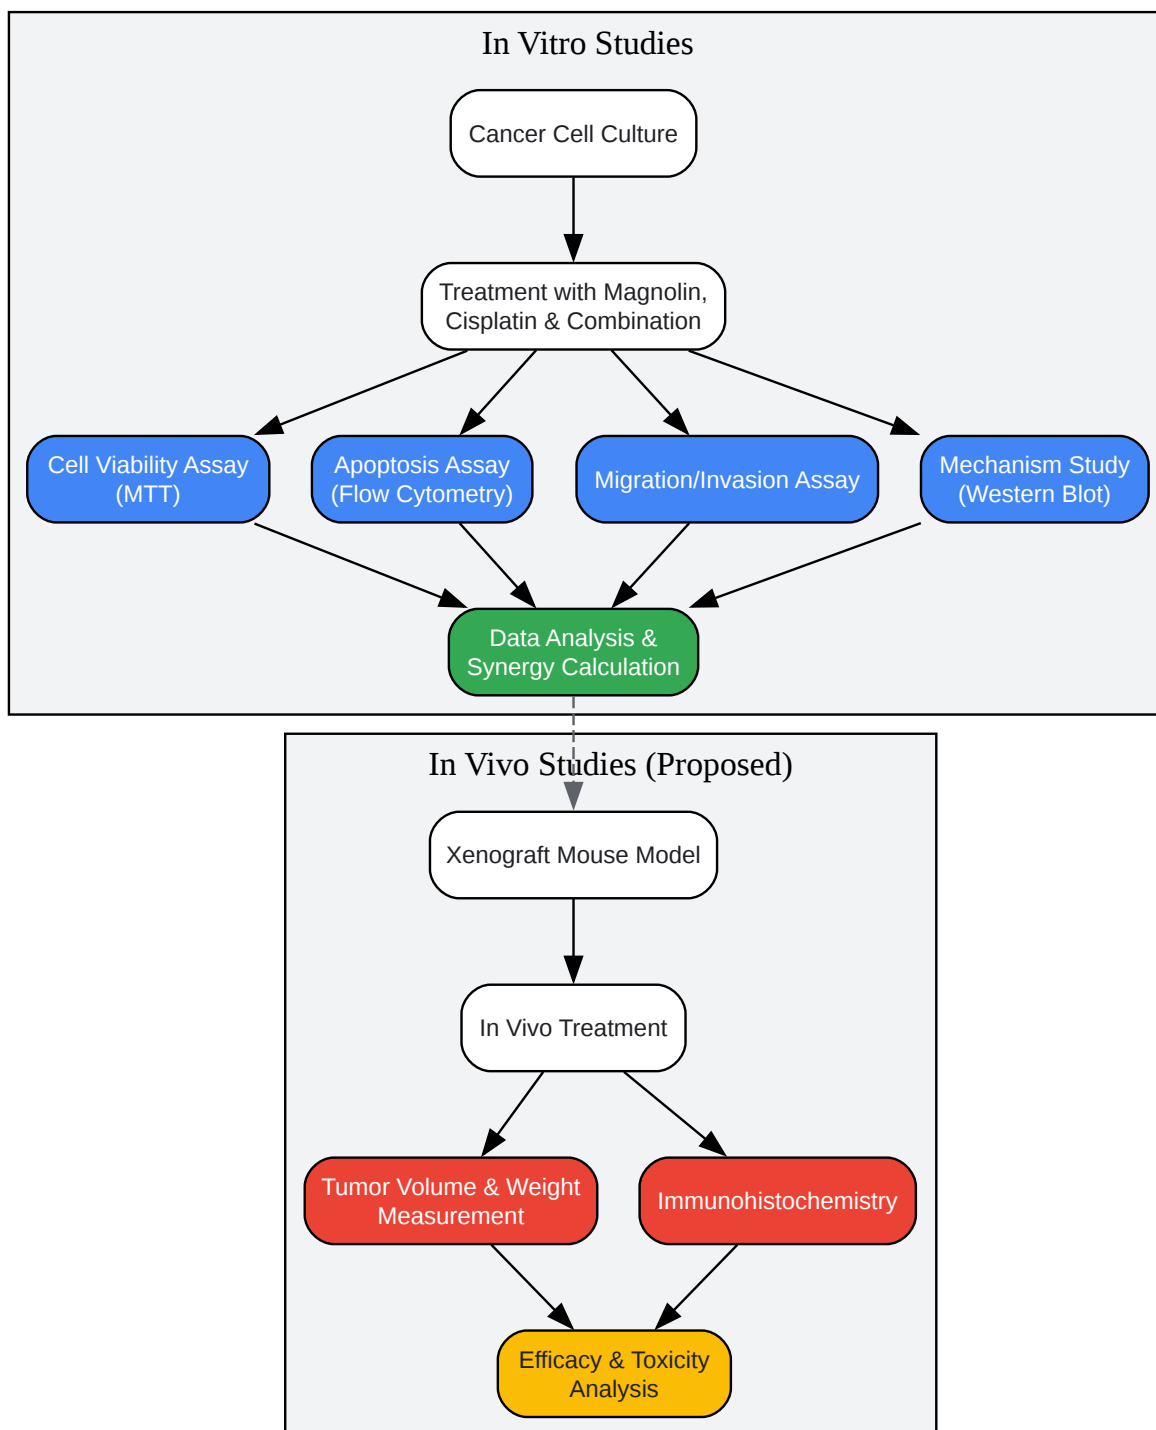 In Vitro Studies
Cancer Cell Culture
Treatment with Magnolin,
Cisplatin & Combination
Cell Viability Assay
(MTT)
Apoptosis Assay
(Flow Cytometry)
Migration/Invasion Assay
Mechanism Study
(Western Blot)
Data Analysis &
Synergy Calculation
In Vivo Studies (Proposed)
Xenograft Mouse Model
In Vivo Treatment
Tumor Volume & Weight
Measurement
Immunohistochemistry
Efficacy & Toxicity
Analysis